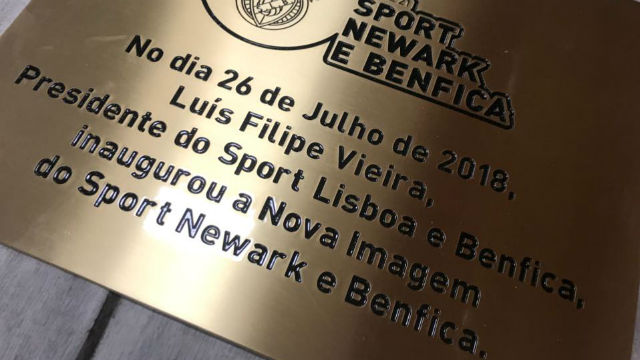 SPORT
NEWARK
E BENFICA
No dia 26 de Julho de 2018,
Luís Filipe Vieira,
Presidente do Sport Lisboa e Benfica,
inaugurou a Nova Imagem
do Sport Newark e Benfica.